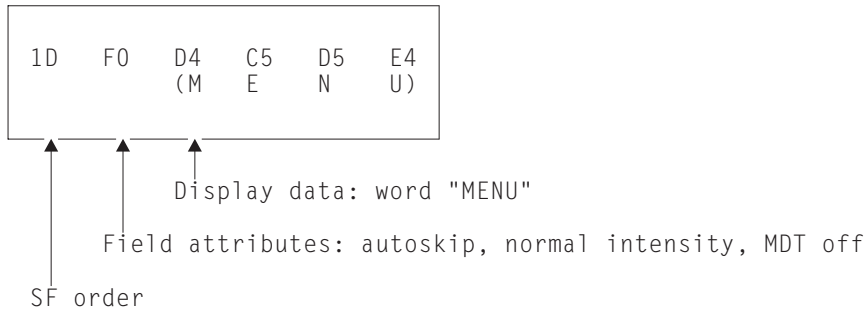 1D F0 D4 C5 D5 E4
(M E N U)
Display data: word "MENU"
Field attributes: autoskip, normal intensity, MDT off
SF order